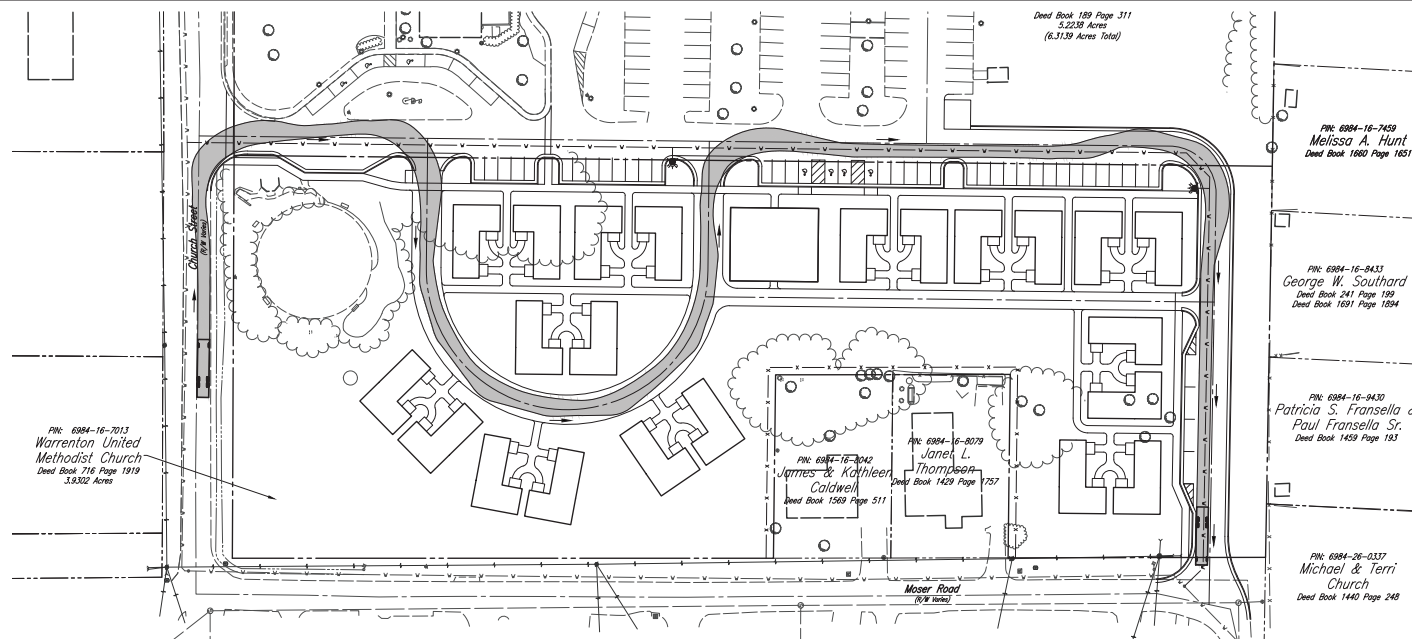 Deed Book 189 Page 311
5.2238 Acres
(6.3139 Acres Total)
PIN: 6984-16-7459
Melissa A. Hunt
Deed Book 1660 Page 1651
Church Street
(R/W Varies)
PIN: 6984-16-8433
George W. Southard
Deed Book 241 Page 199
Deed Book 1691 Page 1894
PIN: 6984-16-9430
Patricia S. Fransella &
Paul Fransella Sr.
Deed Book 1459 Page 193
PIN: 6984-16-7013
Warrenton United
Methodist Church
Deed Book 716 Page 1919
3.9302 Acres
PIN: 6984-16-8042
James & Kathleen
Caldwell
Deed Book 1569 Page 511
PIN: 6984-16-8079
Janet L.
Thompson
Deed Book 1429 Page 1757
PIN: 6984-26-0337
Michael & Terri
Church
Deed Book 1440 Page 248
Moser Road
(R/W Varies)